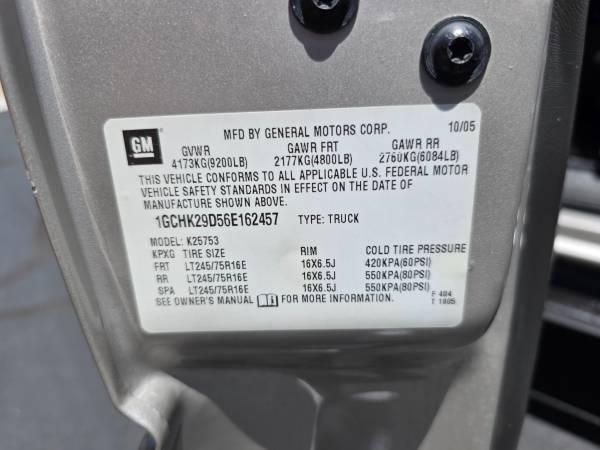 GM
MFD BY GENERAL MOTORS CORP. 10/05
GVWR GAWR FRT GAWR RR
4173KG(9200LB) 2177KG(4800LB) 2760KG(6084LB)
THIS VEHICLE CONFORMS TO ALL APPLICABLE U.S. FEDERAL MOTOR
VEHICLE SAFETY STANDARDS IN EFFECT ON THE DATE OF
MANUFACTURE SHOWN ABOVE.
1GCHK29D56E162457 TYPE: TRUCK
MODEL: K25753
KPXG TIRE SIZE RIM COLD TIRE PRESSURE
FRT LT245/75R16E 16X6.5J 420KPA(60PSI)
RR LT245/75R16E 16X6.5J 550KPA(80PSI)
SPA LT245/75R16E 16X6.5J 550KPA(80PSI)
SEE OWNER'S MANUAL FOR MORE INFORMATION.
F 404
T 1805